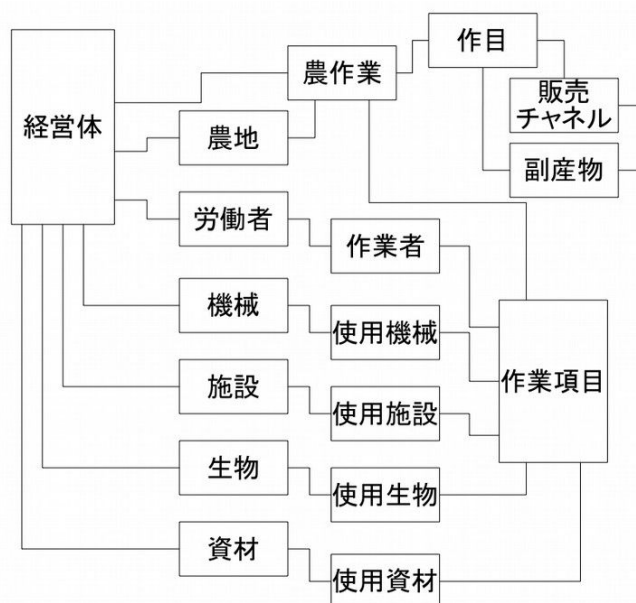 経営体
農作業
作目
販売
チャネル
副産物
農地
労働者
作業者
機械
使用機械
施設
使用施設
作業項目
生物
使用生物
資材
使用資材